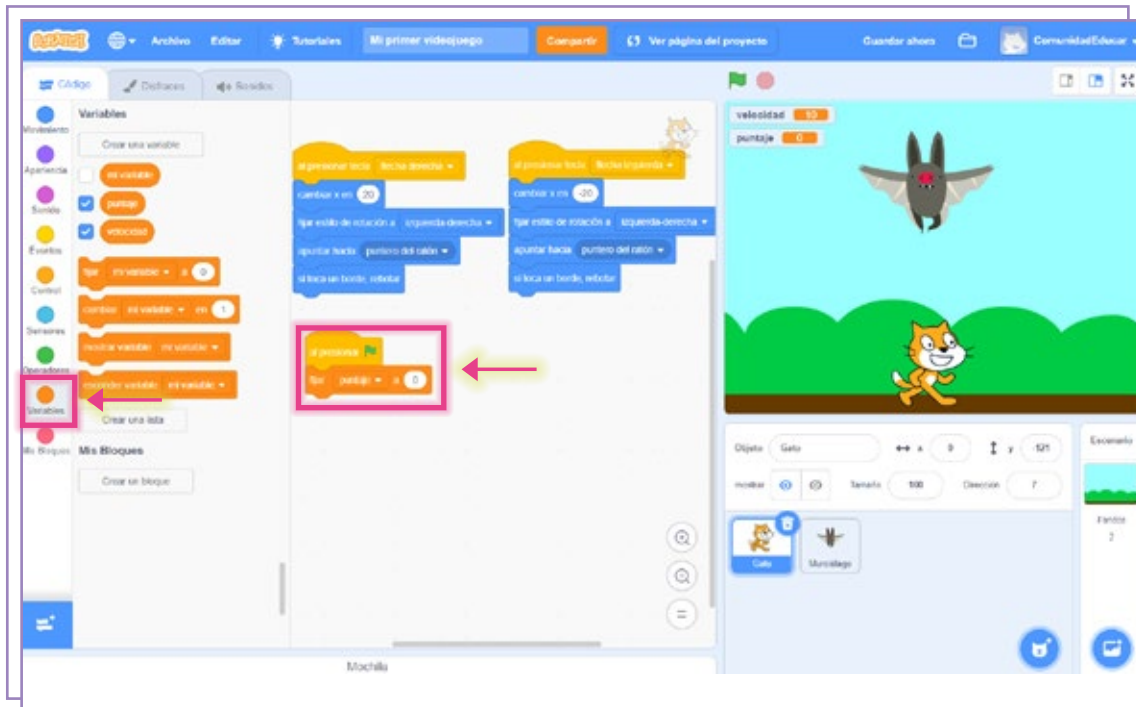 SCRATCH Archivo Editar Tutoriales Mi primer videojuego Compartir Ver página del proyecto Guardar ahora ComunidadEducar
Código Disfraces Sonidos
Movimiento
Apariencia
Sonido
Eventos
Control
Sensores
Operadores
Variables
Mis Bloques
Variables
Crear una variable
mi variable
puntaje
velocidad
fijar mi variable a 0
cambiar mi variable en 1
mostrar variable mi variable
esconder variable mi variable
Crear una lista
Mis Bloques
Crear un bloque
al presionar tecla flecha derecha
cambiar x en 20
fijar estilo de rotación a izquierda-derecha
apuntar hacia puntero del ratón
si toca un borde, rebotar
al presionar tecla flecha izquierda
cambiar x en -20
fijar estilo de rotación a izquierda-derecha
apuntar hacia puntero del ratón
si toca un borde, rebotar
al presionar
fijar puntaje a 0
Mochila
velocidad 10
puntaje 0
Objeto Gato x 0 y -121
mostrar Tamaño 100 Dirección 7
Gato
Murciélago
Escenario
Fondos
2